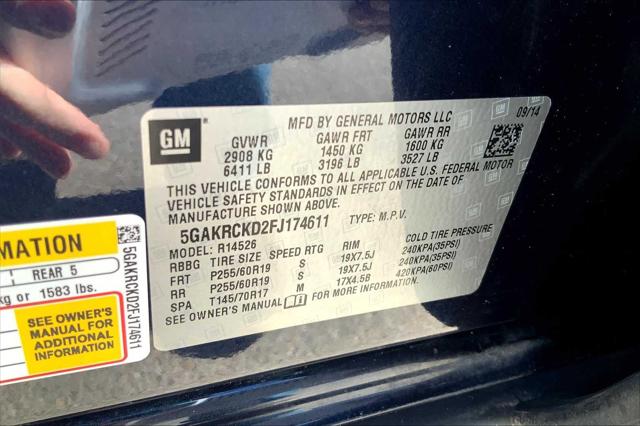 MFD BY GENERAL MOTORS LLC 09/14
GM
GVWR GAWR FRT GAWR RR
2908 KG 1450 KG 1600 KG
6411 LB 3196 LB 3527 LB
THIS VEHICLE CONFORMS TO ALL APPLICABLE U.S. FEDERAL MOTOR
VEHICLE SAFETY STANDARDS IN EFFECT ON THE DATE OF
MANUFACTURE SHOWN ABOVE.
5GAKRCKD2FJ174611 TYPE: M.P.V.
MODEL: R14526 COLD TIRE PRESSURE
RBBG TIRE SIZE SPEED RTG RIM
FRT P255/60R19 S 19X7.5J 240KPA(35PSI)
RR P255/60R19 S 19X7.5J 240KPA(35PSI)
SPA T145/70R17 M 17X4.5B 420KPA(60PSI)
SEE OWNER'S MANUAL FOR MORE INFORMATION.
MATION
REAR 5
kg or 1583 lbs.
SEE OWNER'S
MANUAL FOR
ADDITIONAL
INFORMATION
5GAKRCKD2FJ174611